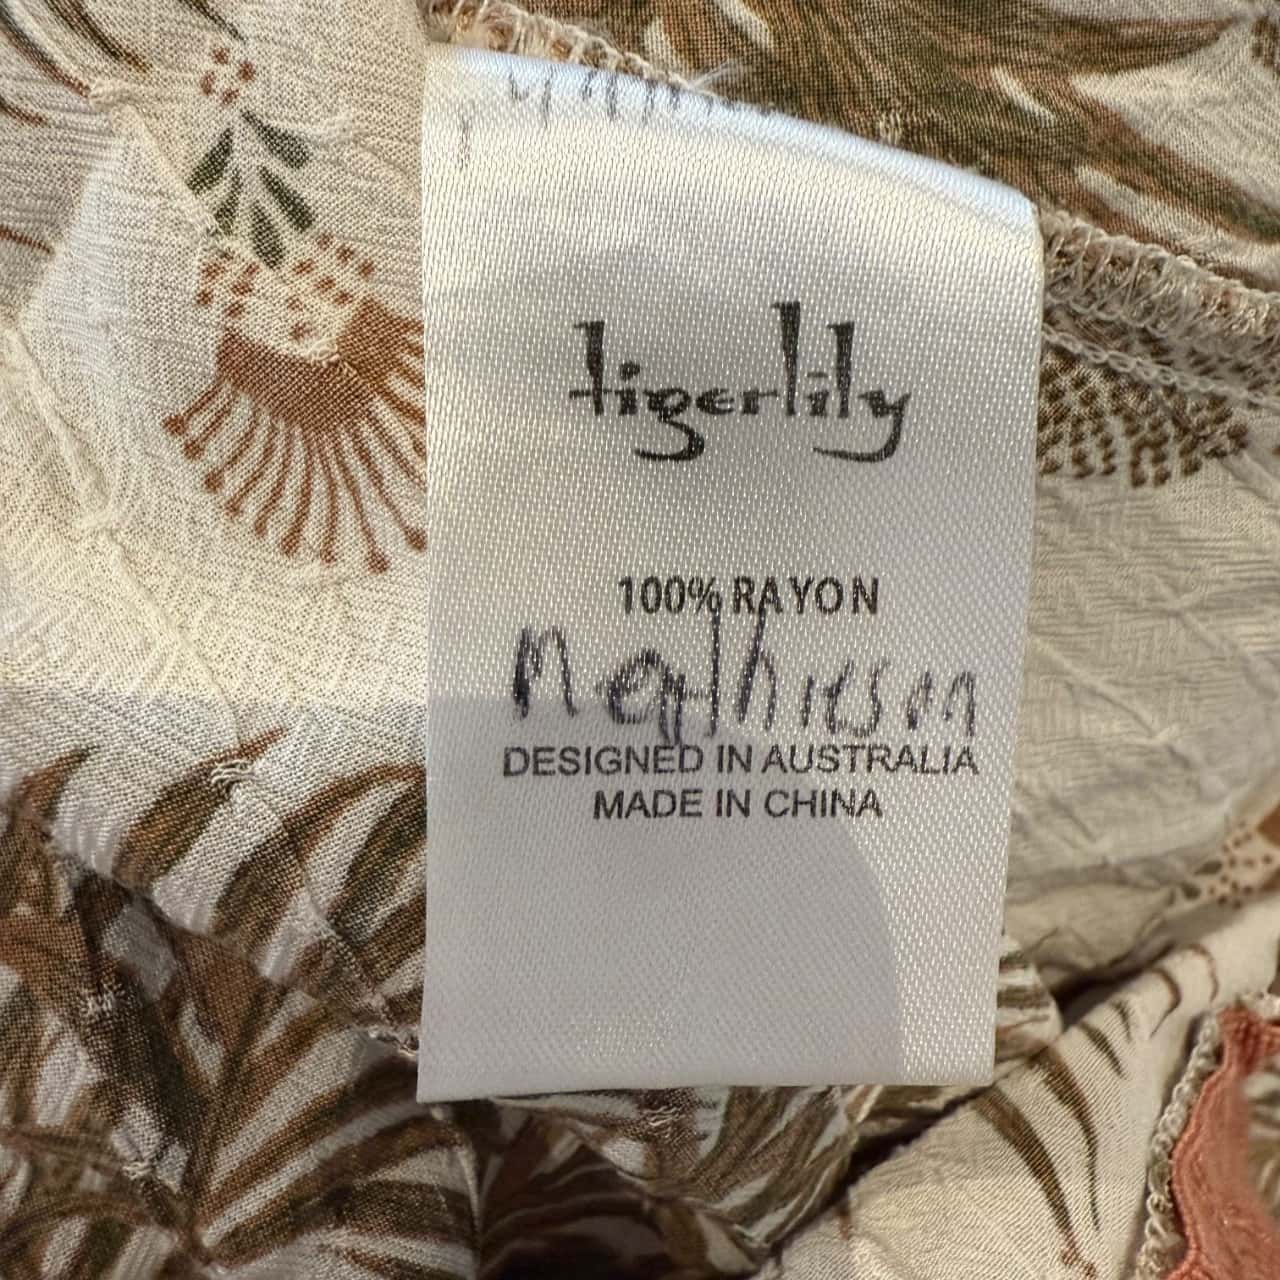 tigerlily
100% RAYON
DESIGNED IN AUSTRALIA
MADE IN CHINA